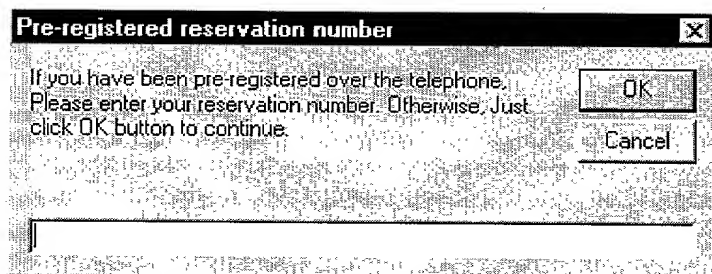 Pre-registered reservation number
If you have been pre-registered over the telephone,
Please enter your reservation number. Otherwise, Just
click OK button to continue.
OK
Cancel